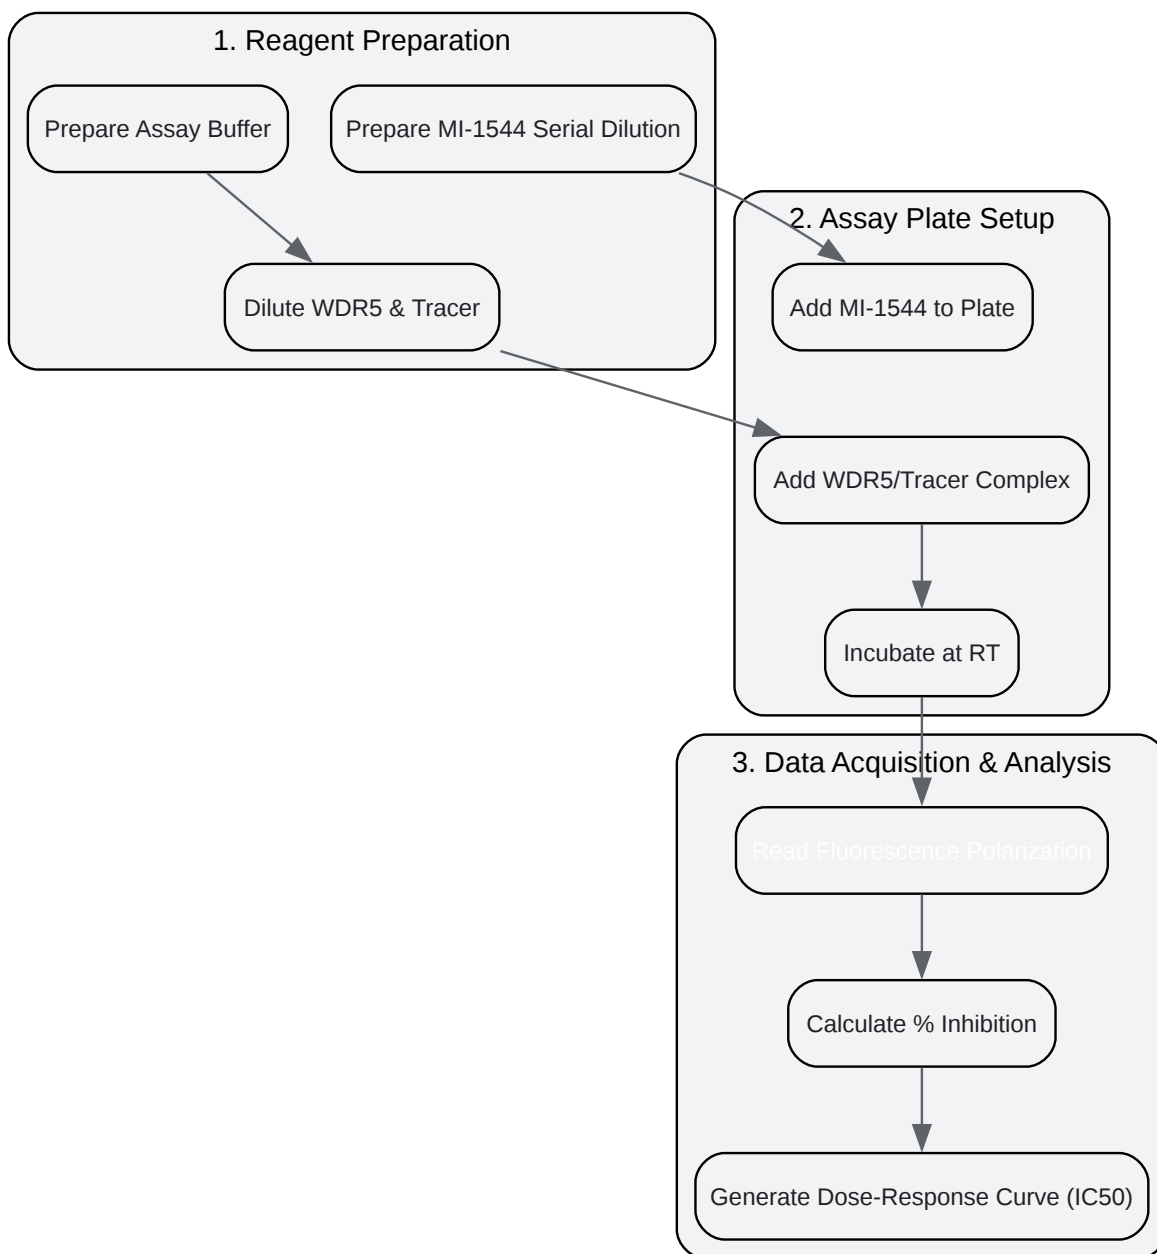 1. Reagent Preparation
Prepare Assay Buffer
Prepare MI-1544 Serial Dilution
Dilute WDR5 & Tracer
2. Assay Plate Setup
Add MI-1544 to Plate
Add WDR5/Tracer Complex
Incubate at RT
3. Data Acquisition & Analysis
Read Fluorescence Polarization
Calculate % Inhibition
Generate Dose-Response Curve (IC50)